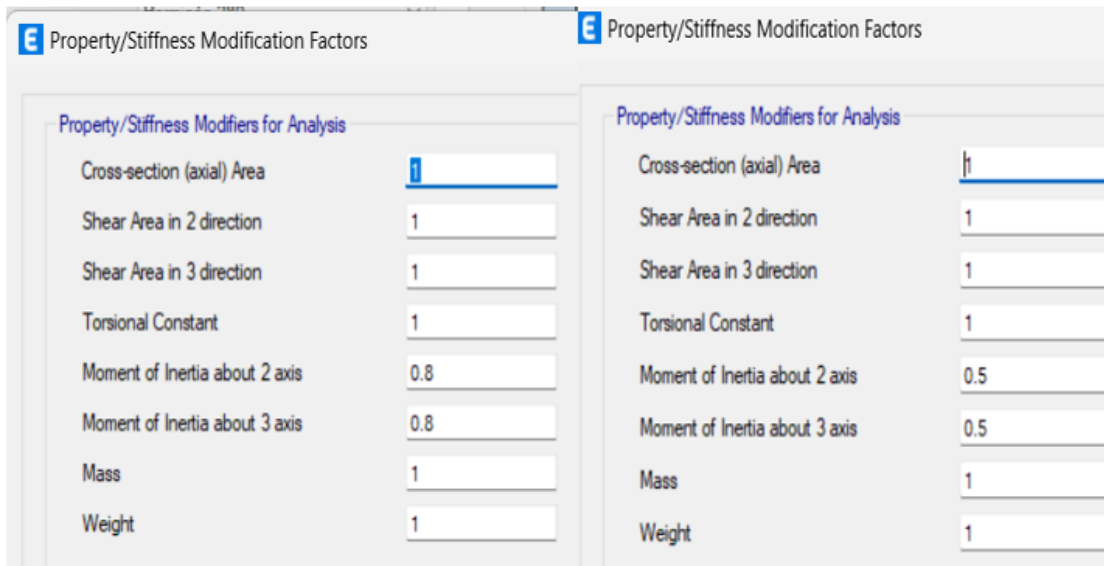 E Property/Stiffness Modification Factors
Property/Stiffness Modifiers for Analysis
Cross-section (axial) Area 1
Shear Area in 2 direction 1
Shear Area in 3 direction 1
Torsional Constant 1
Moment of Inertia about 2 axis 0.8
Moment of Inertia about 3 axis 0.8
Mass 1
Weight 1
E Property/Stiffness Modification Factors
Property/Stiffness Modifiers for Analysis
Cross-section (axial) Area 1
Shear Area in 2 direction 1
Shear Area in 3 direction 1
Torsional Constant 1
Moment of Inertia about 2 axis 0.5
Moment of Inertia about 3 axis 0.5
Mass 1
Weight 1